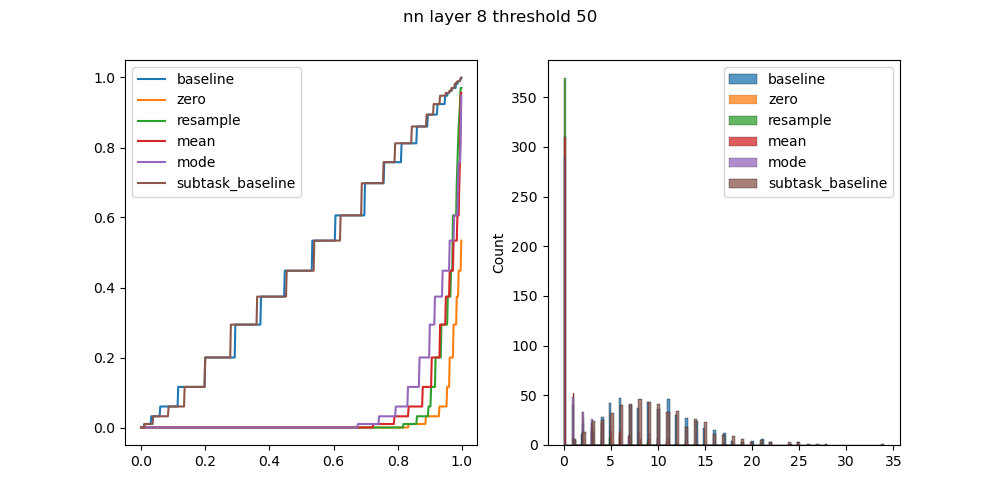 nn layer 8 threshold 50
baseline
zero
resample
mean
mode
subtask_baseline
1.0
0.8
0.6
0.4
0.2
0.0
0.0
0.2
0.4
0.6
0.8
1.0
baseline
zero
resample
mean
mode
subtask_baseline
Count
350
300
250
200
150
100
50
0
0
5
10
15
20
25
30
35